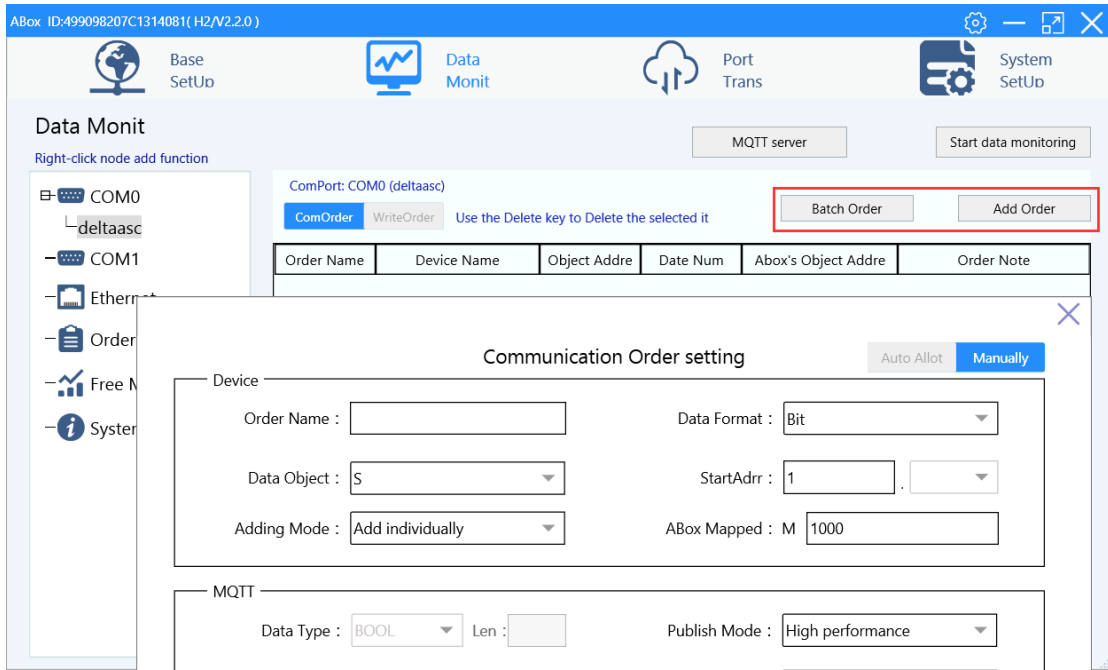 ABox ID:499098207C1314081( H2/V2.2.0 )
Base SetUp
Data Monit
Port Trans
System SetUp
Data Monit
MQTT server
Start data monitoring
Right-click node add function
COM0
deltaasc
COM1
Ethernet
Order
Free
System
ComPort: COM0 (deltaasc)
Batch Order
Add Order
ComOrder
WriteOrder
Use the Delete key to Delete the selected it
Order Name
Device Name
Object Addre
Date Num
Abox's Object Addre
Order Note
Communication Order setting
Auto Allot
Manually
Device
Order Name :
Data Format : Bit
Data Object : S
StartAdrr : 1 .
Adding Mode : Add individually
ABox Mapped : M 1000
MQTT
Data Type : BOOL
Len :
Publish Mode : High performance